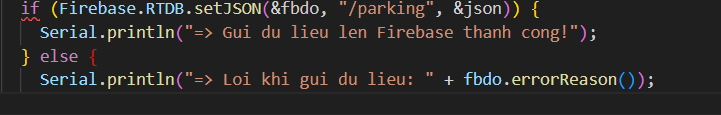 if (Firebase.RTDB.setJSON(&fbdo, "/parking", &json)) {
  Serial.println("=> Gui du lieu len Firebase thanh cong!");
} else {
  Serial.println("=> Loi khi gui du lieu: " + fbdo.errorReason());